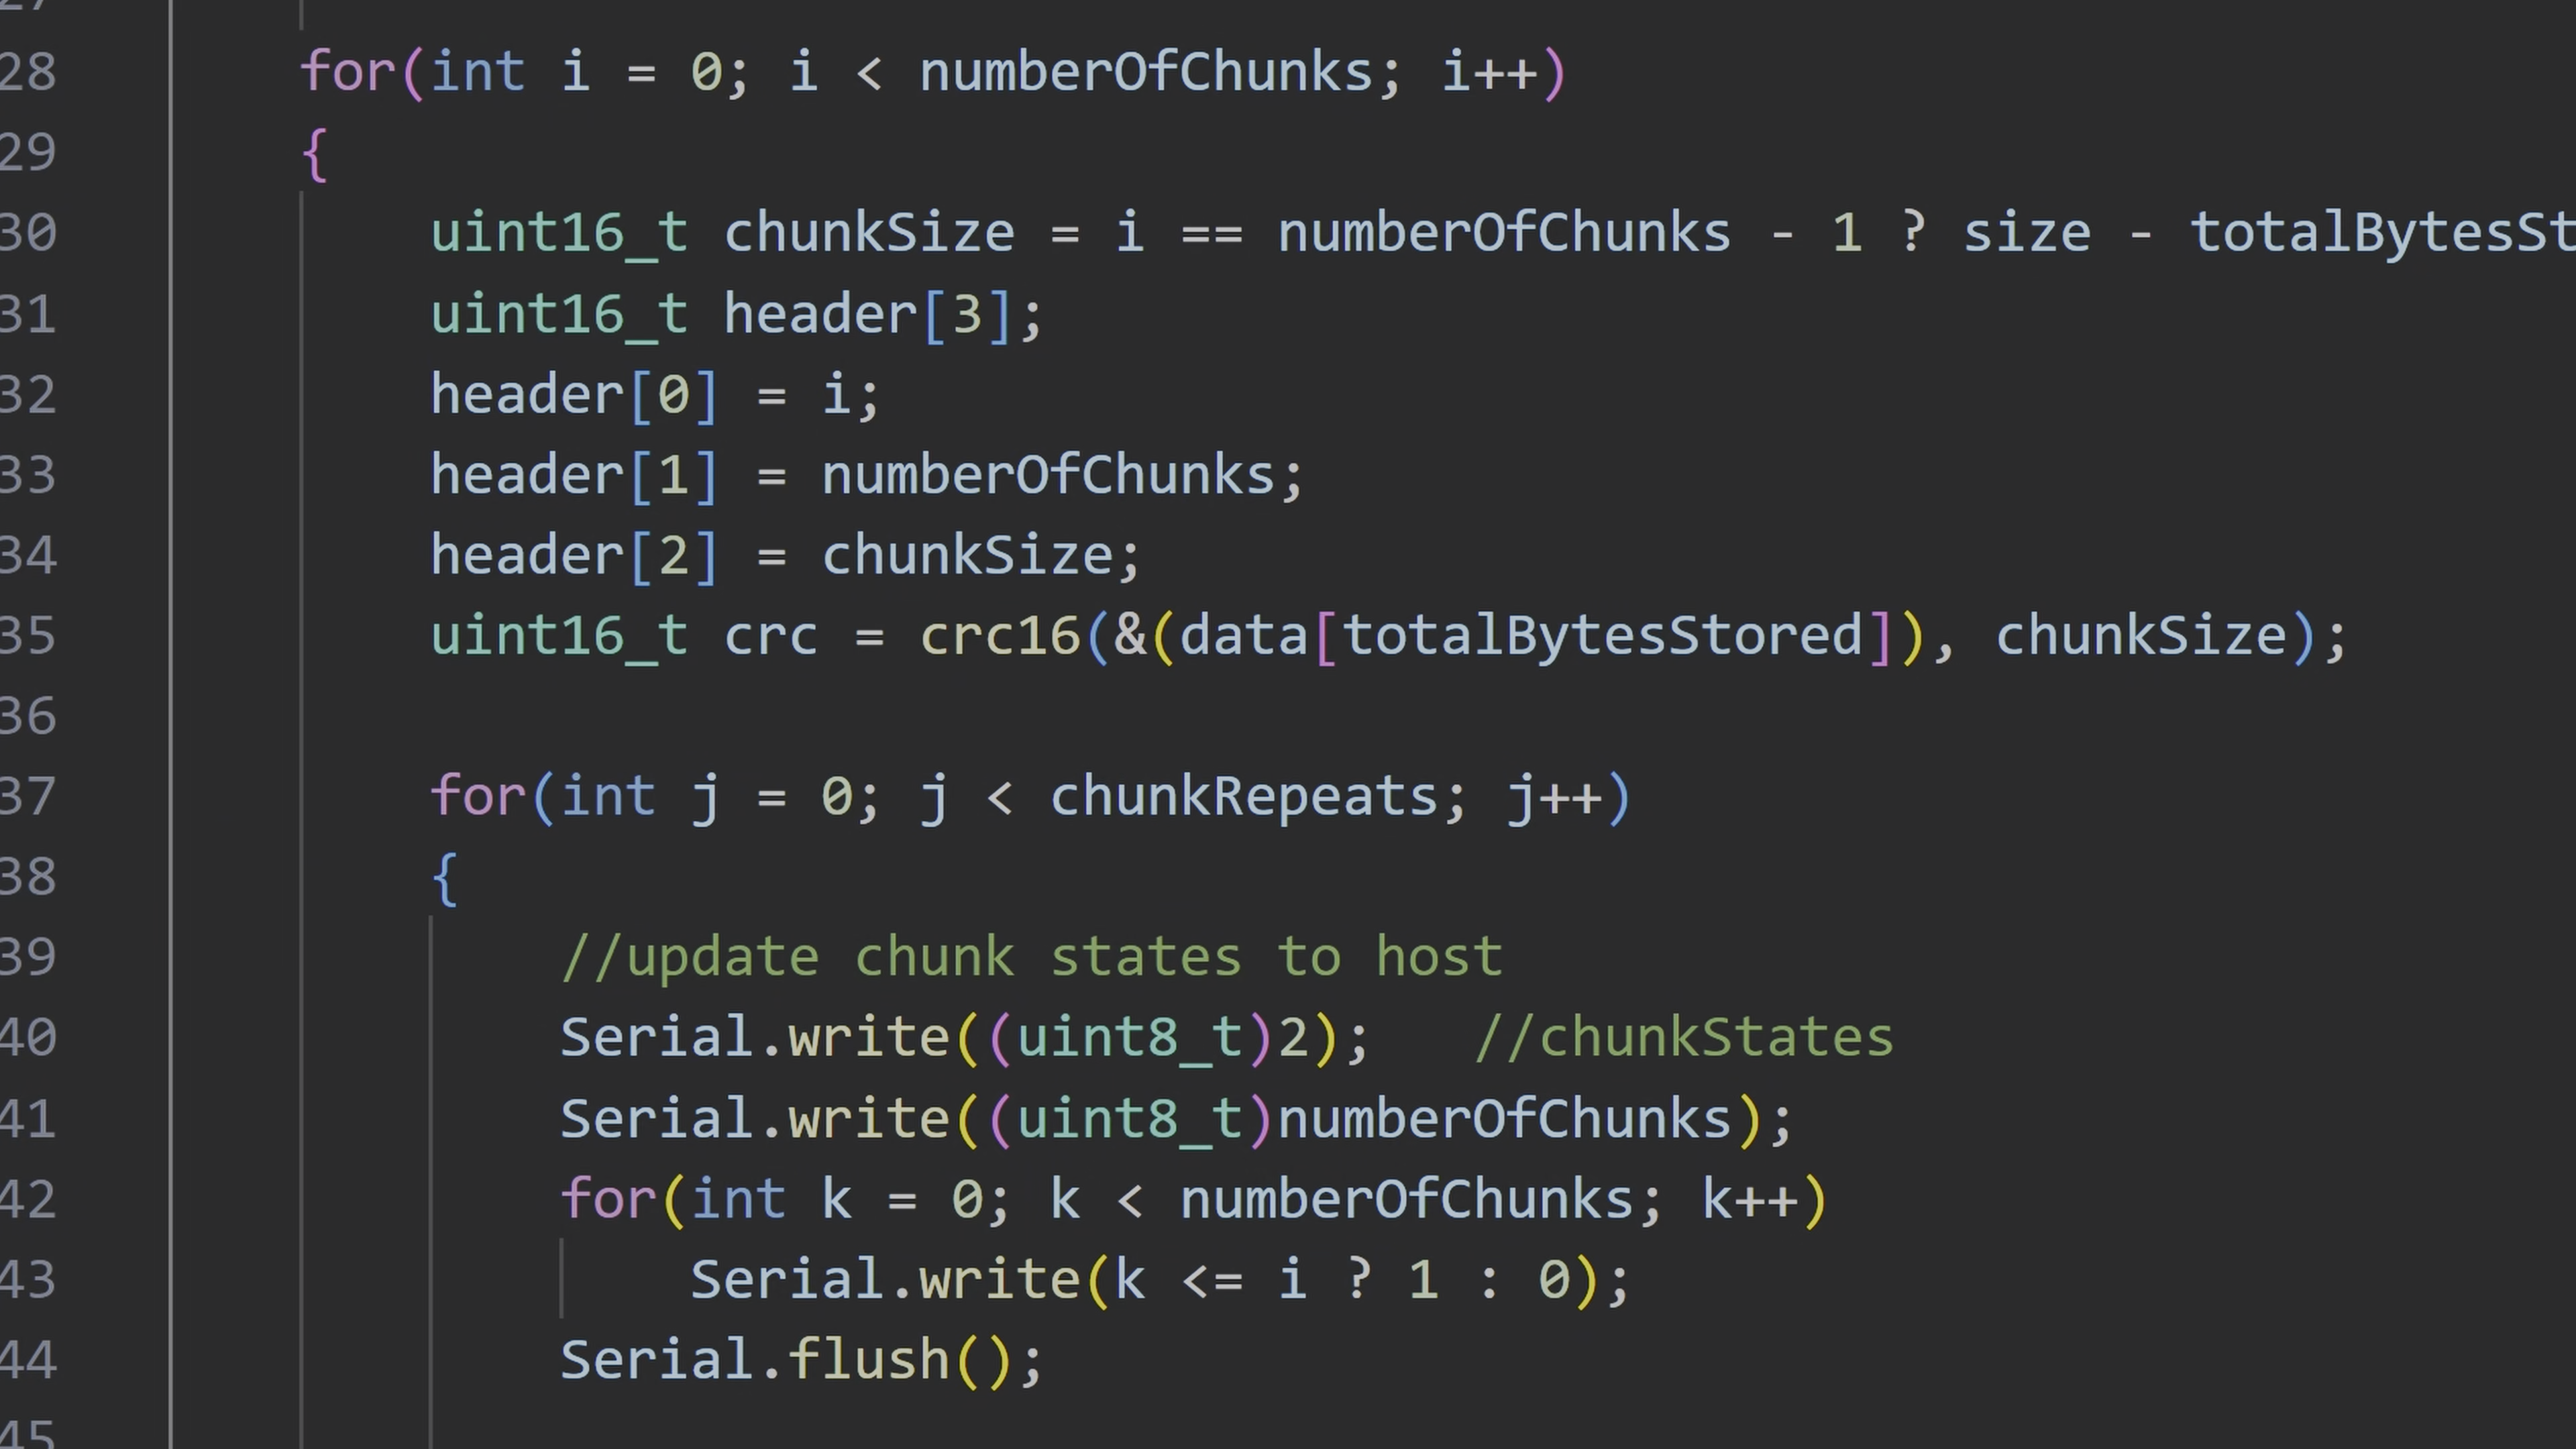 28 for(int i = 0; i < numberOfChunks; i++)
29 {
30 uint16_t chunkSize = i == numberOfChunks - 1 ? size - totalBytesSt
31 uint16_t header[3];
32 header[0] = i;
33 header[1] = numberOfChunks;
34 header[2] = chunkSize;
35 uint16_t crc = crc16(&(data[totalBytesStored]), chunkSize);
36
37 for(int j = 0; j < chunkRepeats; j++)
38 {
39 //update chunk states to host
40 Serial.write((uint8_t)2);   //chunkStates
41 Serial.write((uint8_t)numberOfChunks);
42 for(int k = 0; k < numberOfChunks; k++)
43 Serial.write(k <= i ? 1 : 0);
44 Serial.flush();
45